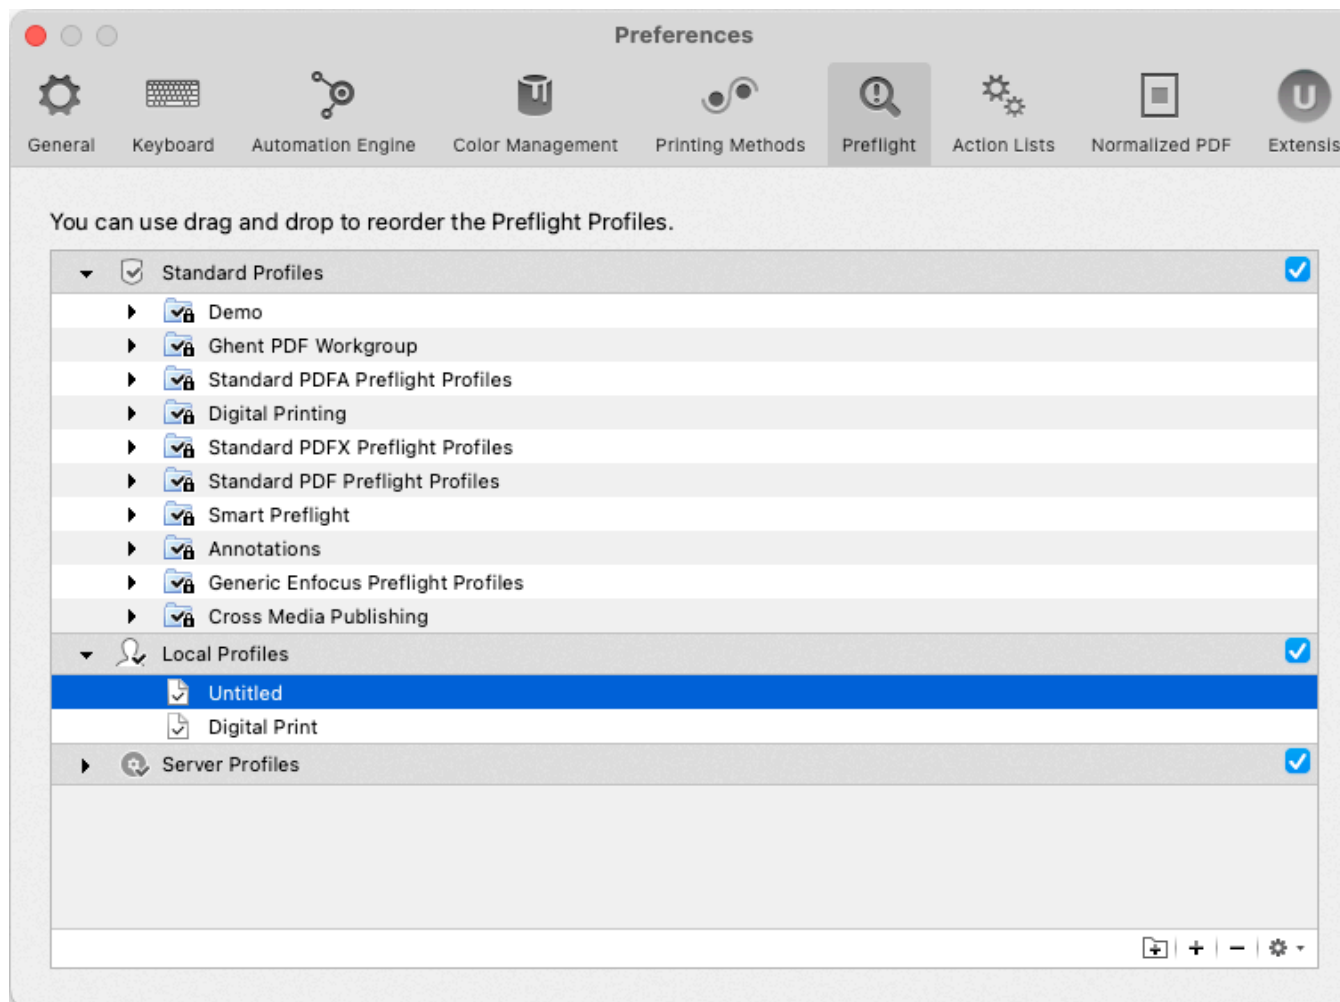 Preferences
General Keyboard Automation Engine Color Management Printing Methods Preflight Action Lists Normalized PDF Extensis
You can use drag and drop to reorder the Preflight Profiles.
Standard Profiles
Demo
Ghent PDF Workgroup
Standard PDFA Preflight Profiles
Digital Printing
Standard PDFX Preflight Profiles
Standard PDF Preflight Profiles
Smart Preflight
Annotations
Generic Enfocus Preflight Profiles
Cross Media Publishing
Local Profiles
Untitled
Digital Print
Server Profiles